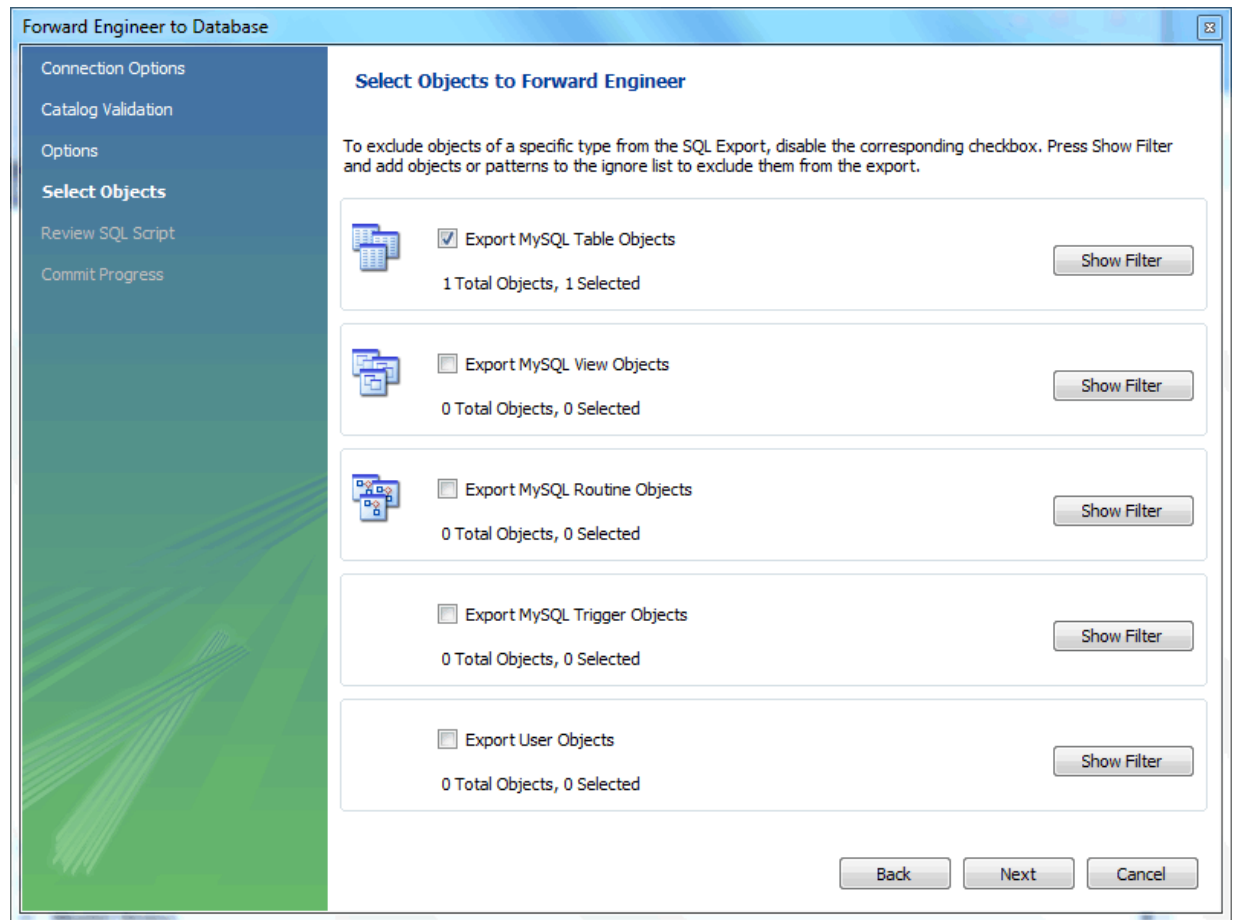 Forward Engineer to Database
Connection Options
Catalog Validation
Options
Select Objects
Review SQL Script
Commit Progress
Select Objects to Forward Engineer
To exclude objects of a specific type from the SQL Export, disable the corresponding checkbox. Press Show Filter
and add objects or patterns to the ignore list to exclude them from the export.
Export MySQL Table Objects
1 Total Objects, 1 Selected
Show Filter
Export MySQL View Objects
0 Total Objects, 0 Selected
Show Filter
Export MySQL Routine Objects
0 Total Objects, 0 Selected
Show Filter
Export MySQL Trigger Objects
0 Total Objects, 0 Selected
Show Filter
Export User Objects
0 Total Objects, 0 Selected
Show Filter
Back Next Cancel